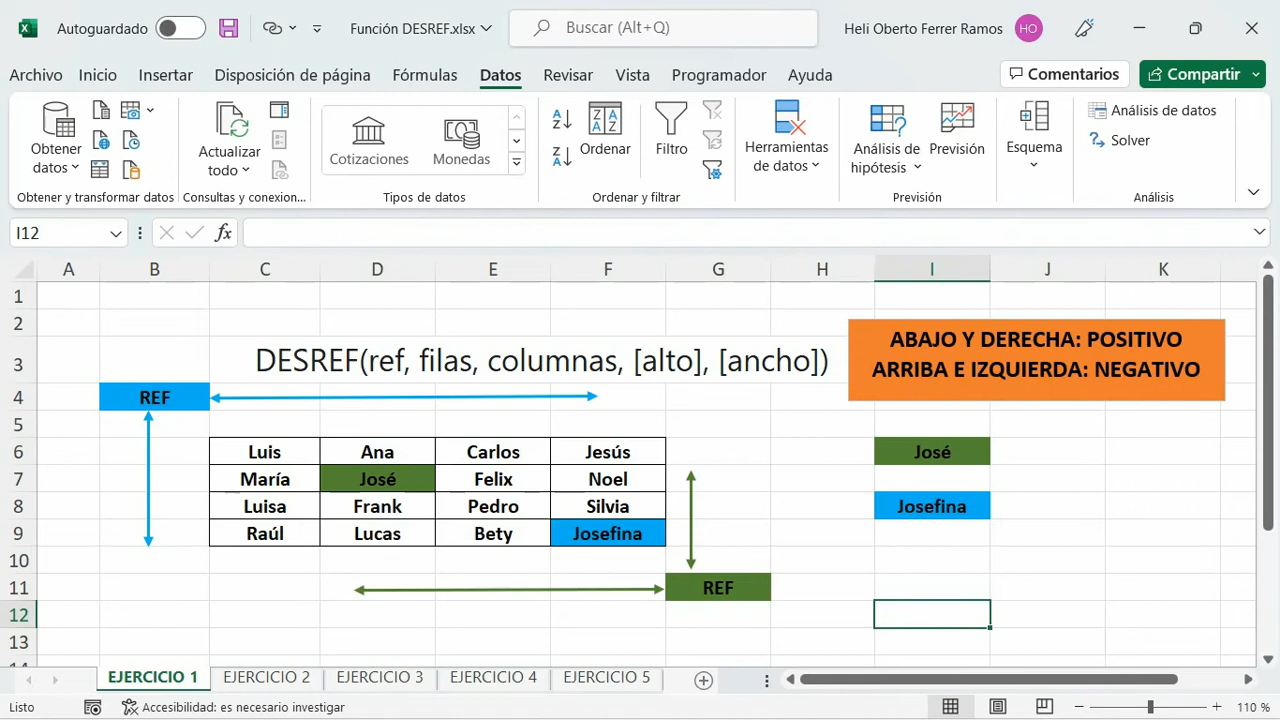 Autoguardado Función DESREF.xlsx Buscar (Alt+Q) Heli Oberto Ferrer Ramos HO
Archivo Inicio Insertar Disposición de página Fórmulas Datos Revisar Vista Programador Ayuda Comentarios Compartir
Obtener datos
Actualizar todo
Cotizaciones Monedas
Ordenar
Filtro
Herramientas de datos
Análisis de hipótesis
Previsión
Esquema
Análisis de datos
Solver
Obtener y transformar datos Consultas y conexion... Tipos de datos Ordenar y filtrar Previsión Análisis
I12 fx
A B C D E F G H I J K
1
2
3 DESREF(ref, filas, columnas, [alto], [ancho])
ABAJO Y DERECHA: POSITIVO
ARRIBA E IZQUIERDA: NEGATIVO
4 REF
5
6 Luis Ana Carlos Jesús José
7 María José Felix Noel
8 Luisa Frank Pedro Silvia Josefina
9 Raúl Lucas Bety Josefina
10
11 REF
12
13
14
EJERCICIO 1 EJERCICIO 2 EJERCICIO 3 EJERCICIO 4 EJERCICIO 5
Listo Accesibilidad: es necesario investigar 110 %